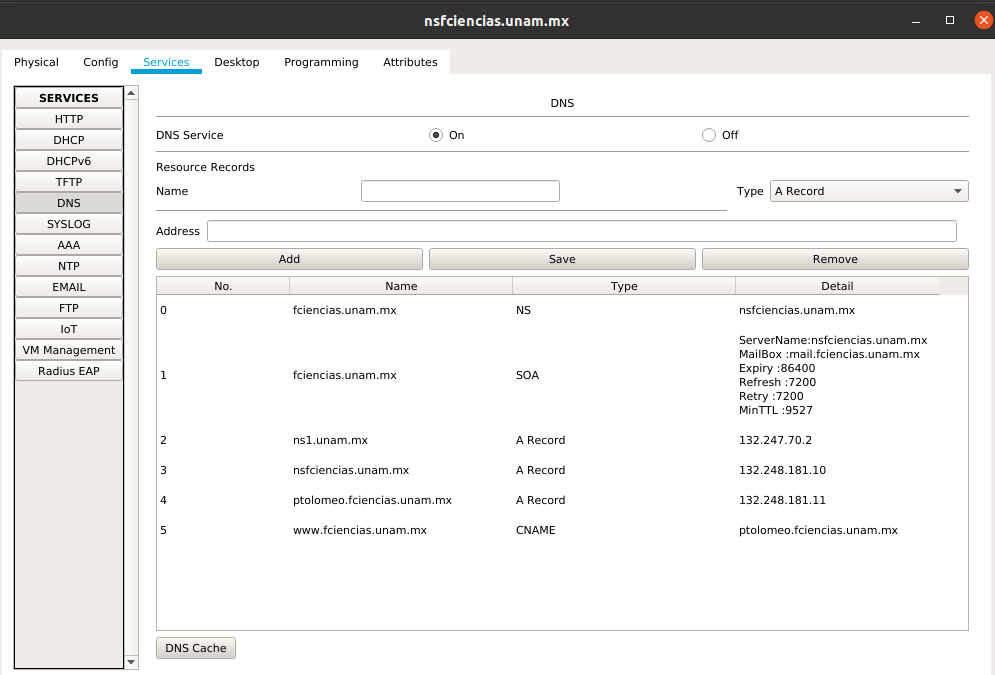 nsfciencias.unam.mx
Physical Config Services Desktop Programming Attributes
SERVICES
HTTP
DHCP
DHCPv6
TFTP
DNS
SYSLOG
AAA
NTP
EMAIL
FTP
IoT
VM Management
Radius EAP
DNS
DNS Service On Off
Resource Records
Name Type A Record
Address
Add Save Remove
No. Name Type Detail
0 fciencias.unam.mx NS nsfciencias.unam.mx
1 fciencias.unam.mx SOA
ServerName:nsfciencias.unam.mx
MailBox :mail.fciencias.unam.mx
Expiry :86400
Refresh :7200
Retry :7200
MinTTL :9527
2 ns1.unam.mx A Record 132.247.70.2
3 nsfciencias.unam.mx A Record 132.248.181.10
4 ptolomeo.fciencias.unam.mx A Record 132.248.181.11
5 www.fciencias.unam.mx CNAME ptolomeo.fciencias.unam.mx
DNS Cache